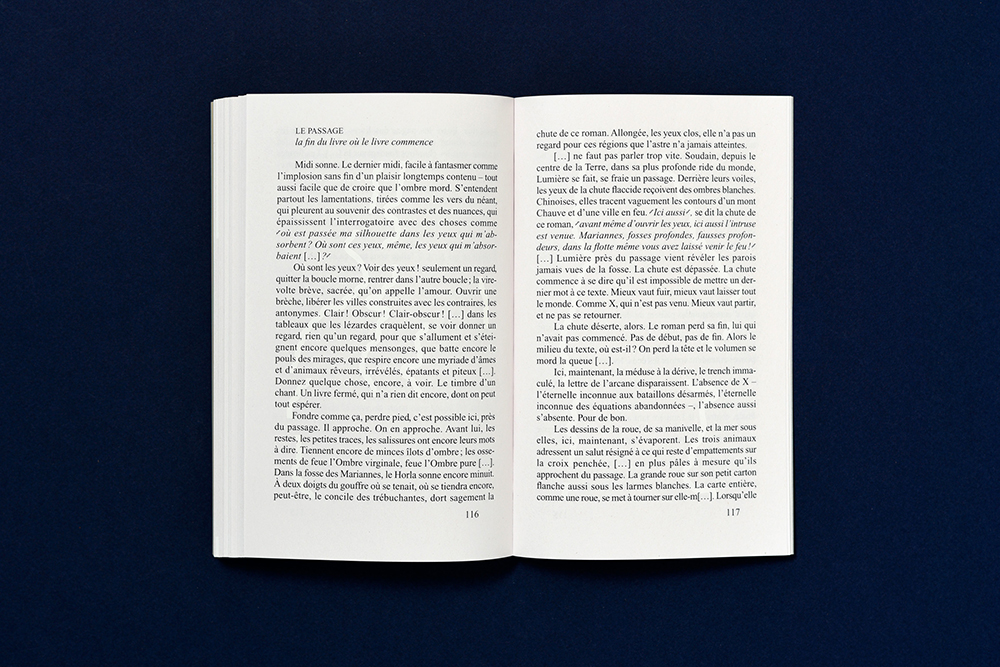 LE PASSAGE
la fin du livre où le livre commence
Midi sonne. Le dernier midi, facile à fantasmer comme
l’implosion sans fin d’un plaisir longtemps contenu – tout
aussi facile que de croire que l’ombre mord. S’entendent
partout les lamentations, tirées comme les vers du néant,
qui pleurent au souvenir des contrastes et des nuances, qui
épaississent l’interrogatoire avec des choses comme
où est passée ma silhouette dans les yeux qui m’ab-
sorbent ? Où sont ces yeux, même, les yeux qui m’absor-
baient […] ?
Où sont les yeux ? Voir des yeux ! seulement un regard,
quitter la boucle morne, rentrer dans l’autre boucle ; la vire-
volte brève, sacrée, qu’on appelle l’amour. Ouvrir une
brèche, libérer les villes construites avec les contraires, les
antonymes. Clair ! Obscur ! Clair-obscur ! […] dans les
tableaux que les lézardes craquèlent, se voir donner un
regard, rien qu’un regard, pour que s’allument et s’étei-
gnent encore quelques mensonges, que batte encore le
pouls des mirages, que respire encore une myriade d’âmes
et d’animaux rêveurs, irrévélés, épatants et piteux […].
Donnez quelque chose, encore, à voir. Le timbre d’un
chant. Un livre fermé, qui n’a rien dit encore, dont on peut
tout espérer.
Fondre comme ça, perdre pied, c’est possible ici, près
du passage. Il approche. On en approche. Avant lui, les
restes, les petites traces, les salissures ont encore leurs mots
à dire. Tiennent encore de minces îlots d’ombre ; les osse-
ments de feue l’Ombre virginale, feue l’Ombre pure […].
Dans la fosse des Mariannes, le Horla sonne encore minuit.
À deux doigts du gouffre où se tenait, où se tiendra encore,
peut-être, le concile des trébuchantes, dort sagement la
116
chute de ce roman. Allongée, les yeux clos, elle n’a pas un
regard pour ces régions que l’astre n’a jamais atteintes.
[…] ne faut pas parler trop vite. Soudain, depuis le
centre de la Terre, dans sa plus profonde ride du monde,
Lumière se fait, se fraie un passage. Derrière leurs voiles,
les yeux de la chute flaccide reçoivent des ombres blanches.
Chinoises, elles tracent vaguement les contours d’un mont
Chauve et d’une ville en feu. Ici aussi, se dit la chute de
ce roman, avant même d’ouvrir les yeux, ici aussi l’intruse
est venue. Mariannes, fosses profondes, fausses profon-
deurs, dans la flotte même vous avez laissé venir le feu !
[…] Lumière près du passage vient révéler les parois
jamais vues de la fosse. La chute est dépassée. La chute
commence à se dire qu’il est impossible de mettre un der-
nier mot à ce texte. Mieux vaut fuir, mieux vaut laisser tout
le monde. Comme X, qui n’est pas venu. Mieux vaut partir,
et ne pas se retourner.
La chute déserte, alors. Le roman perd sa fin, lui qui
n’avait pas commencé. Pas de début, pas de fin. Alors le
milieu du texte, où est-il ? On perd la tête et le volumen se
mord la queue […].
Ici, maintenant, la méduse à la dérive, le trench imma-
culé, la lettre de l’arcane disparaissent. L’absence de X –
l’éternelle inconnue aux bataillons désarmés, l’éternelle
inconnue des équations abandonnées –, l’absence aussi
s’absente. Pour de bon.
Les dessins de la roue, de sa manivelle, et la mer sous
elles, ici, maintenant, s’évaporent. Les trois animaux
adressent un salut résigné à ce qui reste d’empattements sur
la croix penchée, […] en plus pâles à mesure qu’ils
approchent du passage. La grande roue sur son petit carton
flanche aussi sous les larmes blanches. La carte entière,
comme une roue, se met à tourner sur elle-m[…]. Lorsqu’elle
117